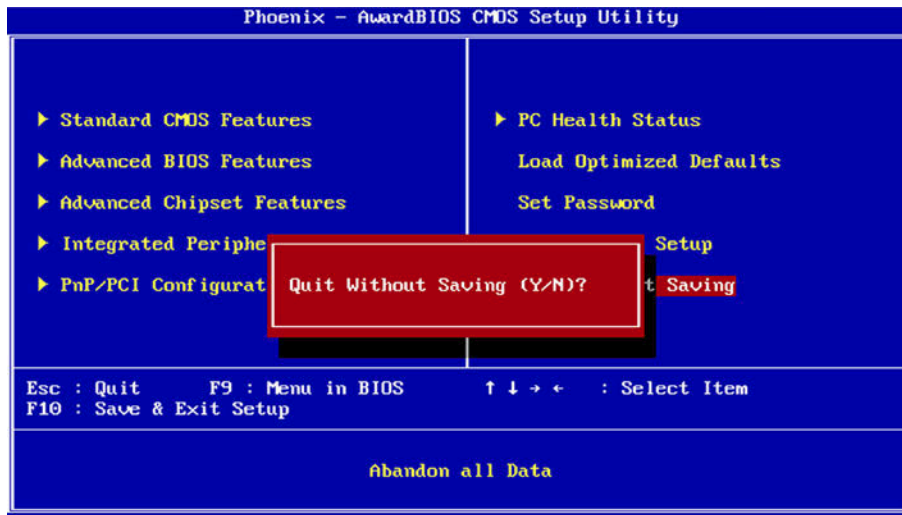 Phoenix - AwardBIOS CMOS Setup Utility
Standard CMOS Features
Advanced BIOS Features
Advanced Chipset Features
Integrated Periphe
PnP/PCI Configurat
PC Health Status
Load Optimized Defaults
Set Password
Setup
t Saving
Quit Without Saving (Y/N)?
Esc : Quit F9 : Menu in BIOS ↑ ↓ → ← : Select Item
F10 : Save & Exit Setup
Abandon all Data